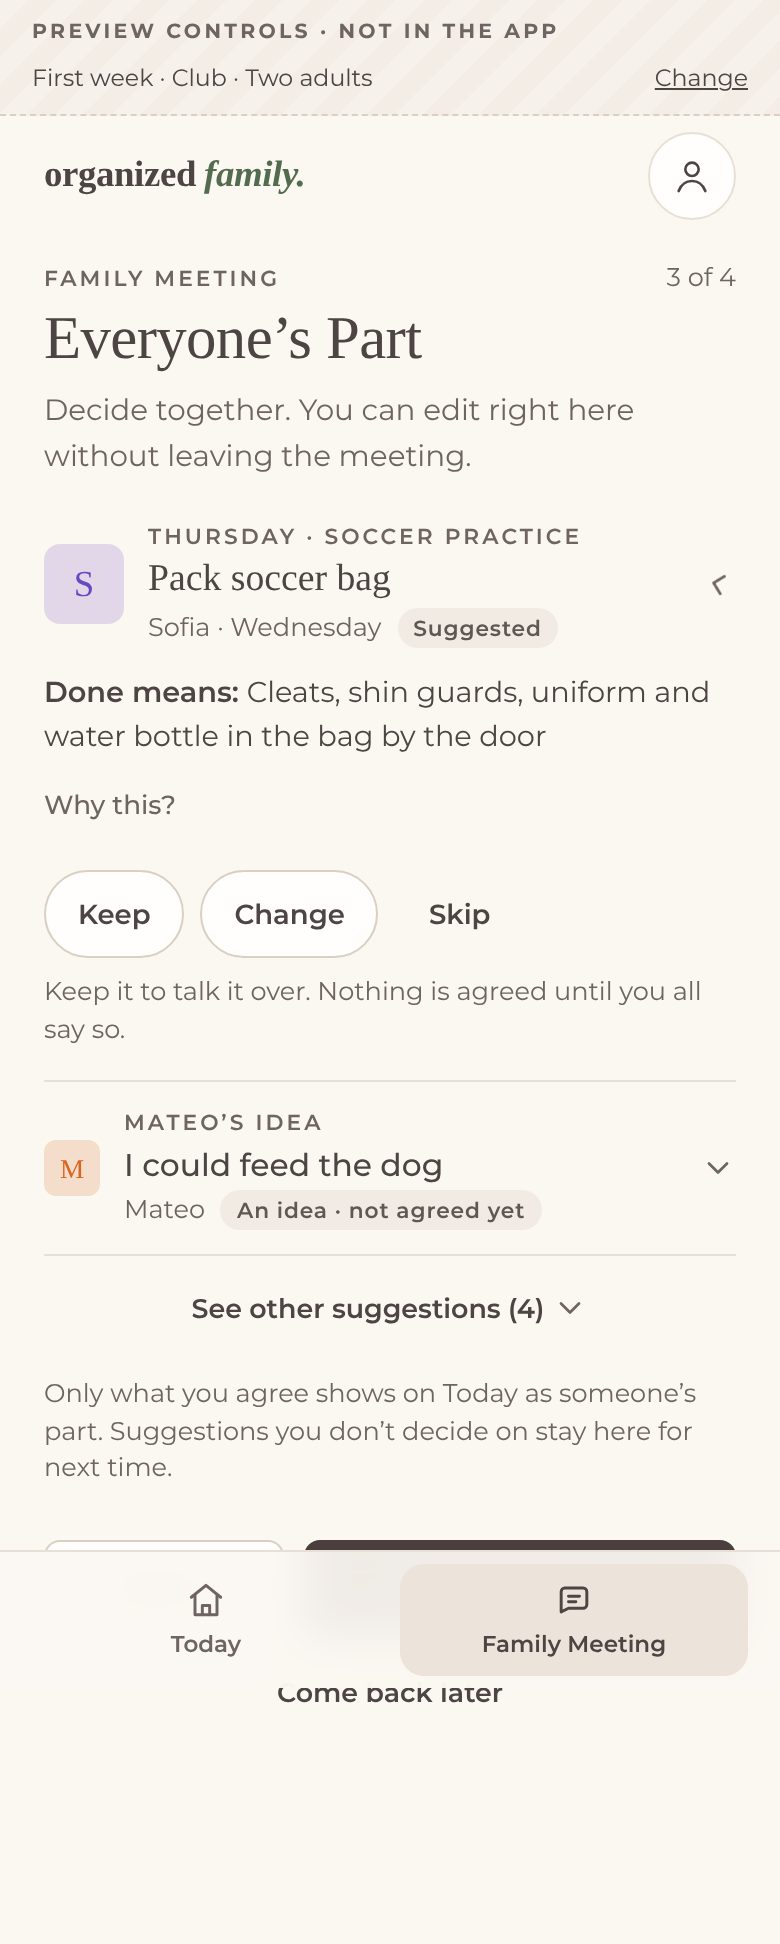 PREVIEW CONTROLS · NOT IN THE APP
First week · Club · Two adults
Change
organized family.
FAMILY MEETING
3 of 4
Everyone’s Part
Decide together. You can edit right here
without leaving the meeting.
S
THURSDAY · SOCCER PRACTICE
Pack soccer bag
Sofia · Wednesday
Suggested
Done means: Cleats, shin guards, uniform and
water bottle in the bag by the door
Why this?
Keep
Change
Skip
Keep it to talk it over. Nothing is agreed until you all
say so.
M
MATEO’S IDEA
I could feed the dog
Mateo
An idea · not agreed yet
See other suggestions (4)
Only what you agree shows on Today as someone’s
part. Suggestions you don’t decide on stay here for
next time.
Today
Family Meeting
Come back later